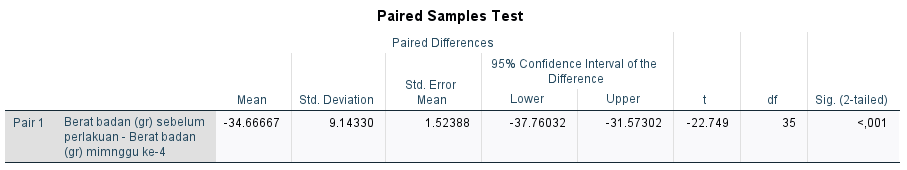 Paired Samples Test
Paired Differences
95% Confidence Interval of the
Difference
Std. Error
Mean
Mean Std. Deviation Lower Upper t df Sig. (2-tailed)
Pair 1 Berat badan (gr) sebelum -34.66667 9.14330 1.52388 -37.76032 -31.57302 -22.749 35 <,001
perlakuan - Berat badan
(gr) mimnggu ke-4